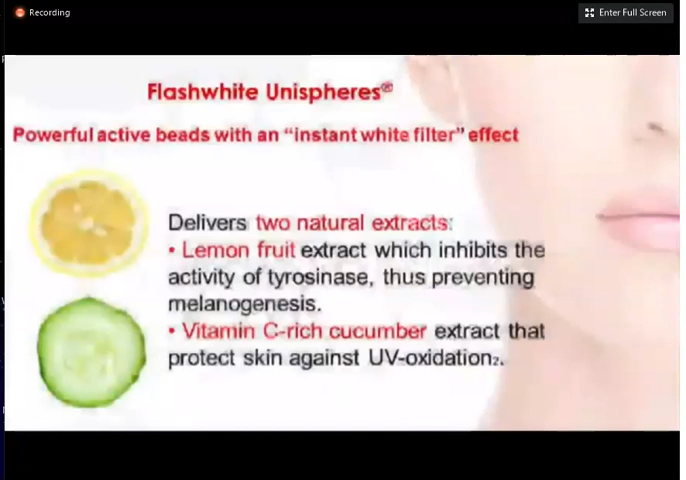 Recording
Enter Full Screen
Flashwhite Unispheres®
Powerful active beads with an “instant white filter” effect
Delivers two natural extracts:
• Lemon fruit extract which inhibits the
activity of tyrosinase, thus preventing
melanogenesis.
• Vitamin C-rich cucumber extract that
protect skin against UV-oxidation₂.